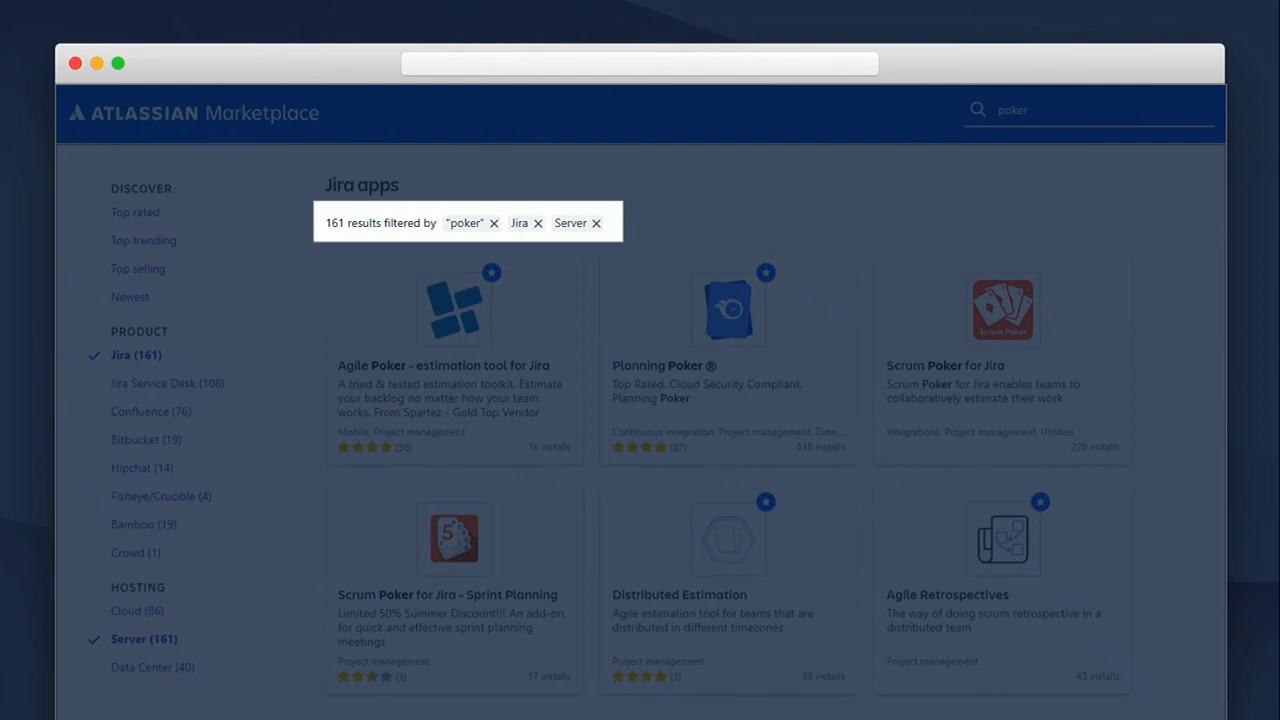 ATLASSIAN Marketplace
poker
DISCOVER
Top rated
Top trending
Top selling
Newest
PRODUCT
Jira (161)
Jira Service Desk (108)
Confluence (76)
Bitbucket (19)
Hipchat (14)
Fisheye/Crucible (4)
Bamboo (19)
Crowd (1)
HOSTING
Cloud (86)
Server (161)
Data Center (40)
Jira apps
161 results filtered by "poker" ✕ Jira ✕ Server ✕
Agile Poker - estimation tool for Jira
A tried & tested estimation toolkit. Estimate
your backlog no matter how your team
works. From Spartez - Gold Top Vendor
Mobile, Project management
(56) 1k installs
Planning Poker ®
Top Rated. Cloud Security Compliant.
Planning Poker
Continuous Integration, Project management, Time...
(87) 618 installs
Scrum Poker
Scrum Poker for Jira
Scrum Poker for Jira enables teams to
collaboratively estimate their work
Integrations, Project management, Utilities
229 installs
5
Scrum Poker for Jira - Sprint Planning
Limited 50% Summer Discount!!! An add-on
for quick and effective sprint planning
meetings
Project management
(3) 17 installs
Distributed Estimation
Agile estimation tool for teams that are
distributed in different timezones
Project management
(3) 38 installs
Agile Retrospectives
The way of doing scrum retrospective in a
distributed team
Project management
45 installs